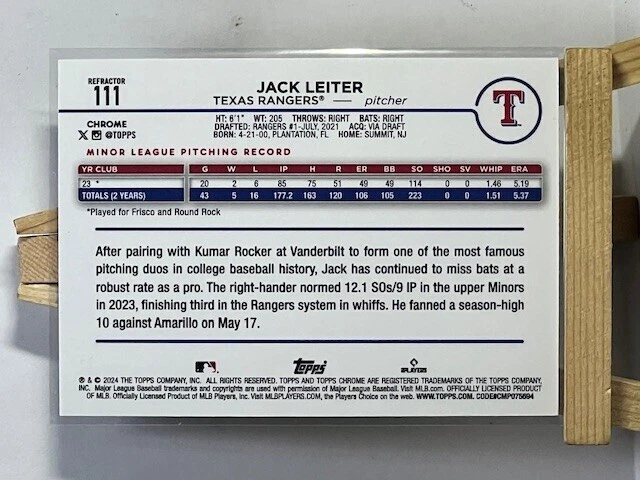 REFRACTOR
111
JACK LEITER
TEXAS RANGERS® — pitcher
T
CHROME
X @TOPPS
HT: 6'1" WT: 205 THROWS: RIGHT BATS: RIGHT
DRAFTED: RANGERS #1-JULY, 2021 ACQ: VIA DRAFT
BORN: 4-21-00, PLANTATION, FL HOME: SUMMIT, NJ
MINOR LEAGUE PITCHING RECORD
YR CLUB G W L IP H R ER BB SO SHO SV WHIP ERA
23 * 20 2 6 85 75 51 49 49 114 0 0 1.46 5.19
TOTALS (2 YEARS) 43 5 16 177.2 163 120 106 105 223 0 0 1.51 5.37
*Played for Frisco and Round Rock
After pairing with Kumar Rocker at Vanderbilt to form one of the most famous
pitching duos in college baseball history, Jack has continued to miss bats at a
robust rate as a pro. The right-hander normed 12.1 SOs/9 IP in the upper Minors
in 2023, finishing third in the Rangers system in whiffs. He fanned a season-high
10 against Amarillo on May 17.
Topps
PLAYERS
® & © 2024 THE TOPPS COMPANY, INC. ALL RIGHTS RESERVED. TOPPS AND TOPPS CHROME ARE REGISTERED TRADEMARKS OF THE TOPPS COMPANY,
INC. Major League Baseball trademarks and copyrights are used with permission of Major League Baseball. Visit MLB.com. OFFICIALLY LICENSED PRODUCT
OF MLB. Officially Licensed Product of MLB Players, Inc. Visit MLBPLAYERS.COM, the Players Choice on the web. WWW.TOPPS.COM. CODE#CMP075694